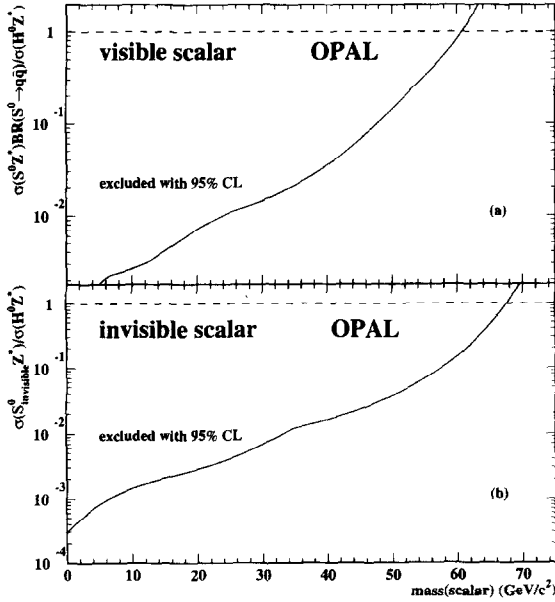 σ(S⁰Z*)BR(S⁰→qq̄)/σ(H⁰Z*)
1
10⁻¹
10⁻²
visible scalar OPAL
excluded with 95% CL
(a)
σ(S⁰invisibleZ*)/σ(H⁰Z*)
1
10⁻¹
10⁻²
10⁻³
10⁻⁴
invisible scalar OPAL
excluded with 95% CL
(b)
0 10 20 30 40 50 60 70
mass(scalar) (GeV/c²)